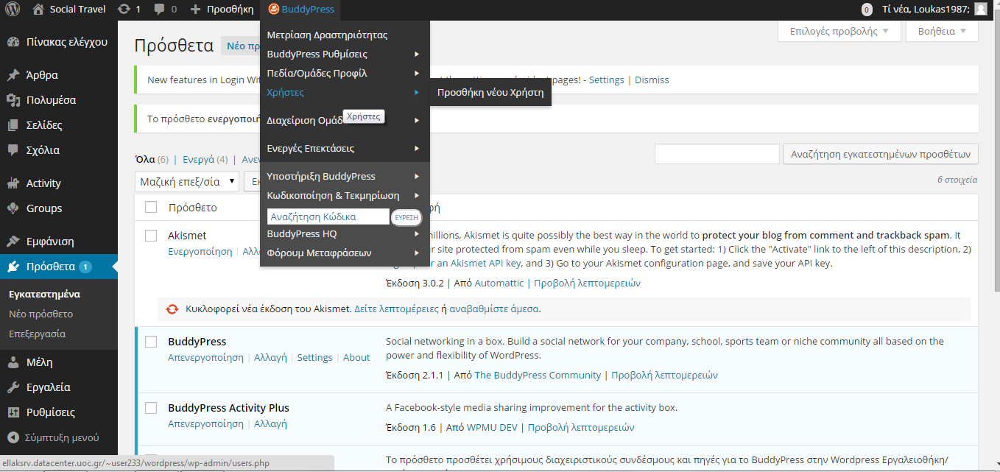 Social Travel 1 0 Προσθήκη BuddyPress 0 Τί νέα, Loukas1987;
Πίνακας ελέγχου
Άρθρα
Πολυμέσα
Σελίδες
Σχόλια
Activity
Groups
Εμφάνιση
Πρόσθετα 1
Εγκατεστημένα
Νέο πρόσθετο
Επεξεργασία
Μέλη
Εργαλεία
Ρυθμίσεις
Σύμπτυξη μενού
Επιλογές προβολής Βοήθεια
Πρόσθετα Νέο πρ
New features in Login Wi
pages! - Settings | Dismiss
Το πρόσθετο ενεργοποιή
Μετρίαση Δραστηριότητας
BuddyPress Ρυθμίσεις
Πεδία/Ομάδες Προφίλ
Χρήστες
Προσθήκη νέου Χρήστη
Χρήστες
Διαχείριση Ομάδ
Ενεργές Επεκτάσεις
Υποστήριξη BuddyPress
Κωδικοποίηση & Τεκμηρίωση
Αναζήτηση Κώδικα ΕΥΡΕΣΗ
BuddyPress HQ
Φόρουμ Μεταφράσεων
Όλα (6) | Ενεργά (4) | Ανε
Αναζήτηση εγκατεστημένων προσθέτων
Μαζική επεξ/σία Εκ
6 στοιχεία
Πρόσθετο φή
Akismet
Ενεργοποίηση | Αλλ
illions, Akismet is quite possibly the best way in the world to protect your blog from comment and trackback spam. It
r site protected from spam even while you sleep. To get started: 1) Click the "Activate" link to the left of this description, 2)
r an Akismet API key, and 3) Go to your Akismet configuration page, and save your API key.
Έκδοση 3.0.2 | Από Automattic | Προβολή λεπτομερειών
Κυκλοφορεί νέα έκδοση του Akismet. Δείτε λεπτομέρειες ή αναβαθμίστε άμεσα.
BuddyPress
Απενεργοποίηση | Αλλαγή | Settings | About
Social networking in a box. Build a social network for your company, school, sports team or niche community all based on the
power and flexibility of WordPress.
Έκδοση 2.1.1 | Από The BuddyPress Community | Προβολή λεπτομερειών
BuddyPress Activity Plus
Απενεργοποίηση | Αλλαγή
A Facebook-style media sharing improvement for the activity box.
Έκδοση 1.6 | Από WPMU DEV | Προβολή λεπτομερειών
Το πρόσθετο προσθέτει χρήσιμους διαχειριστικούς συνδέσμους και πηγές για το BuddyPress στην Wordpress Εργαλειοθήκη/
ellaksrv.datacenter.uoc.gr/~user233/wordpress/wp-admin/users.php